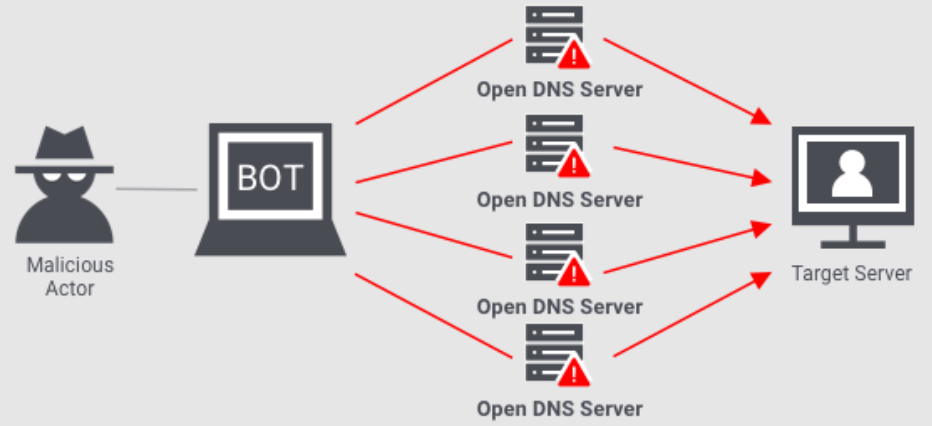 Open DNS Server
BOT
Open DNS Server
Malicious
Actor
Target Server
Open DNS Server
Open DNS Server